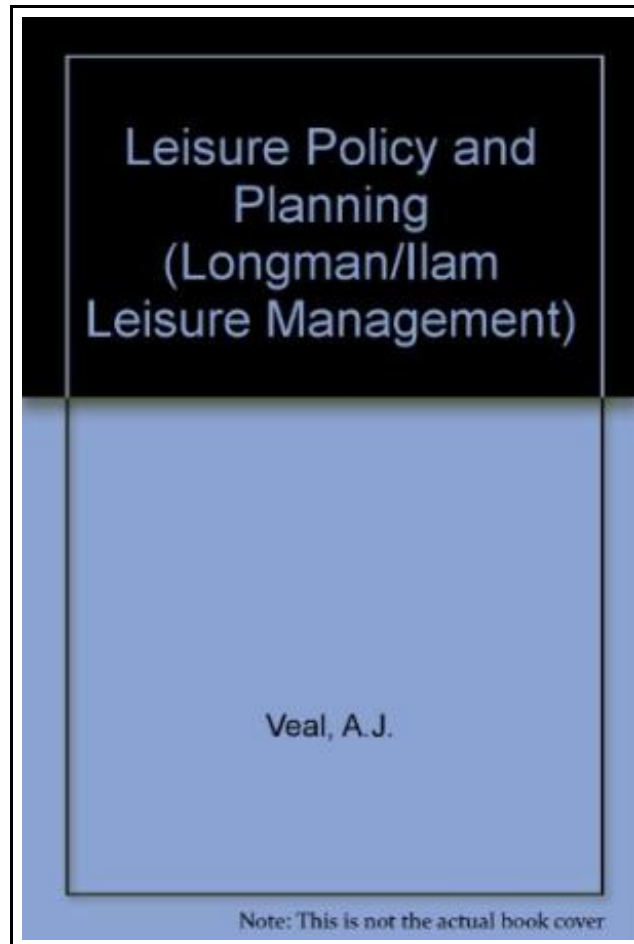 Leisure Policy and
Planning
(Longman/Ilam
Leisure Management)
Veal, A.J.
Note: This is not the actual book cover